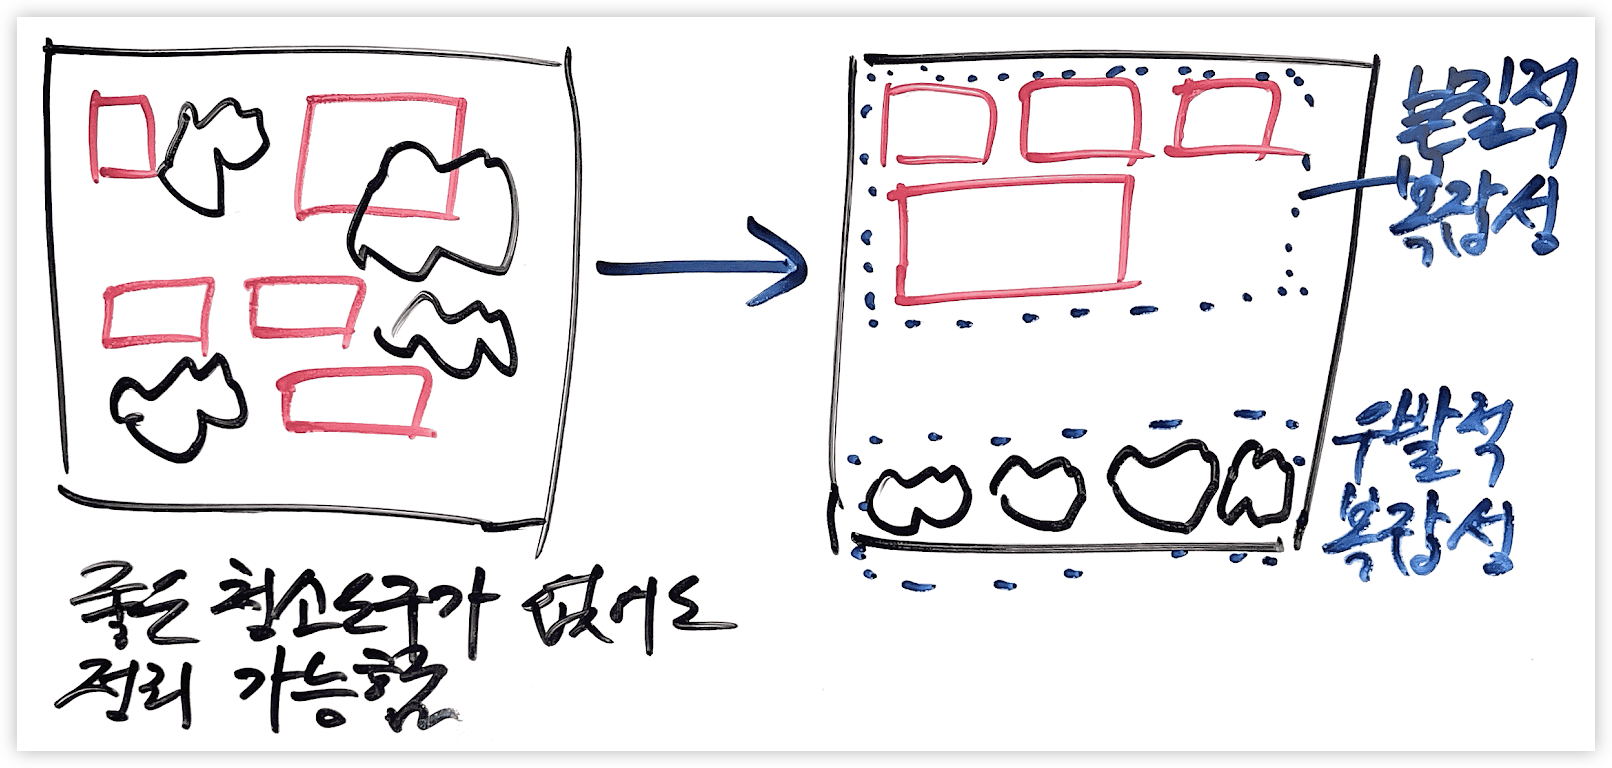 본질적
복잡성
우발적
복잡성
좋은 청소도구가 없어도
정리 가능함